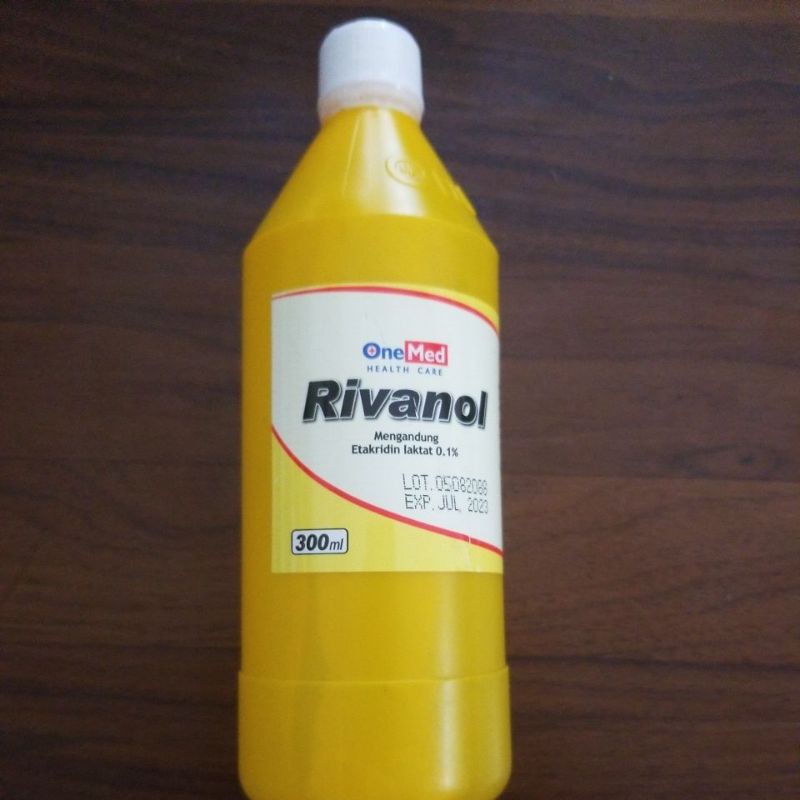 OneMed
HEALTH CARE
Rivanol
Mengandung
Etakridin laktat 0.1%
LOT. 05082088
EXP. JUL, 2023
300ml